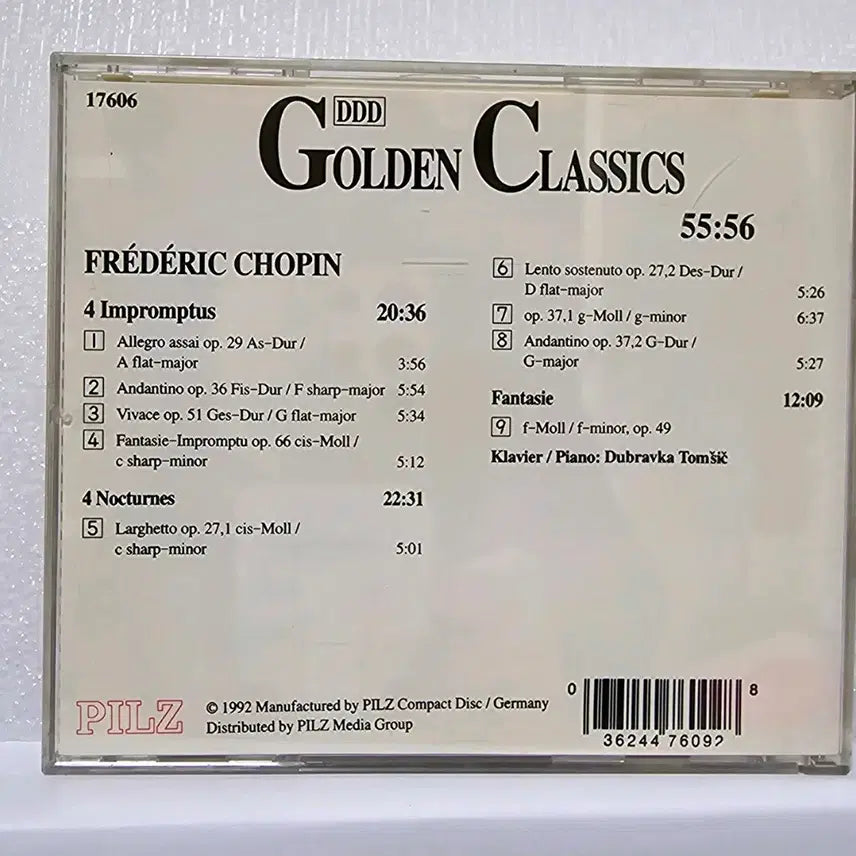 17606
DDD
GOLDEN CLASSICS
55:56
FRÉDÉRIC CHOPIN
4 Impromptus 20:36
1 Allegro assai op. 29 As-Dur /
A flat-major 3:56
2 Andantino op. 36 Fis-Dur / F sharp-major 5:54
3 Vivace op. 51 Ges-Dur / G flat-major 5:34
4 Fantasie-Impromptu op. 66 cis-Moll /
c sharp-minor 5:12
4 Nocturnes 22:31
5 Larghetto op. 27,1 cis-Moll /
c sharp-minor 5:01
6 Lento sostenuto op. 27,2 Des-Dur /
D flat-major 5:26
7 op. 37,1 g-Moll / g-minor 6:37
8 Andantino op. 37,2 G-Dur /
G-major 5:27
Fantasie 12:09
9 f-Moll / f-minor, op. 49
Klavier / Piano: Dubravka Tomšič
PILZ
© 1992 Manufactured by PILZ Compact Disc / Germany
Distributed by PILZ Media Group
0 36244 76092 8